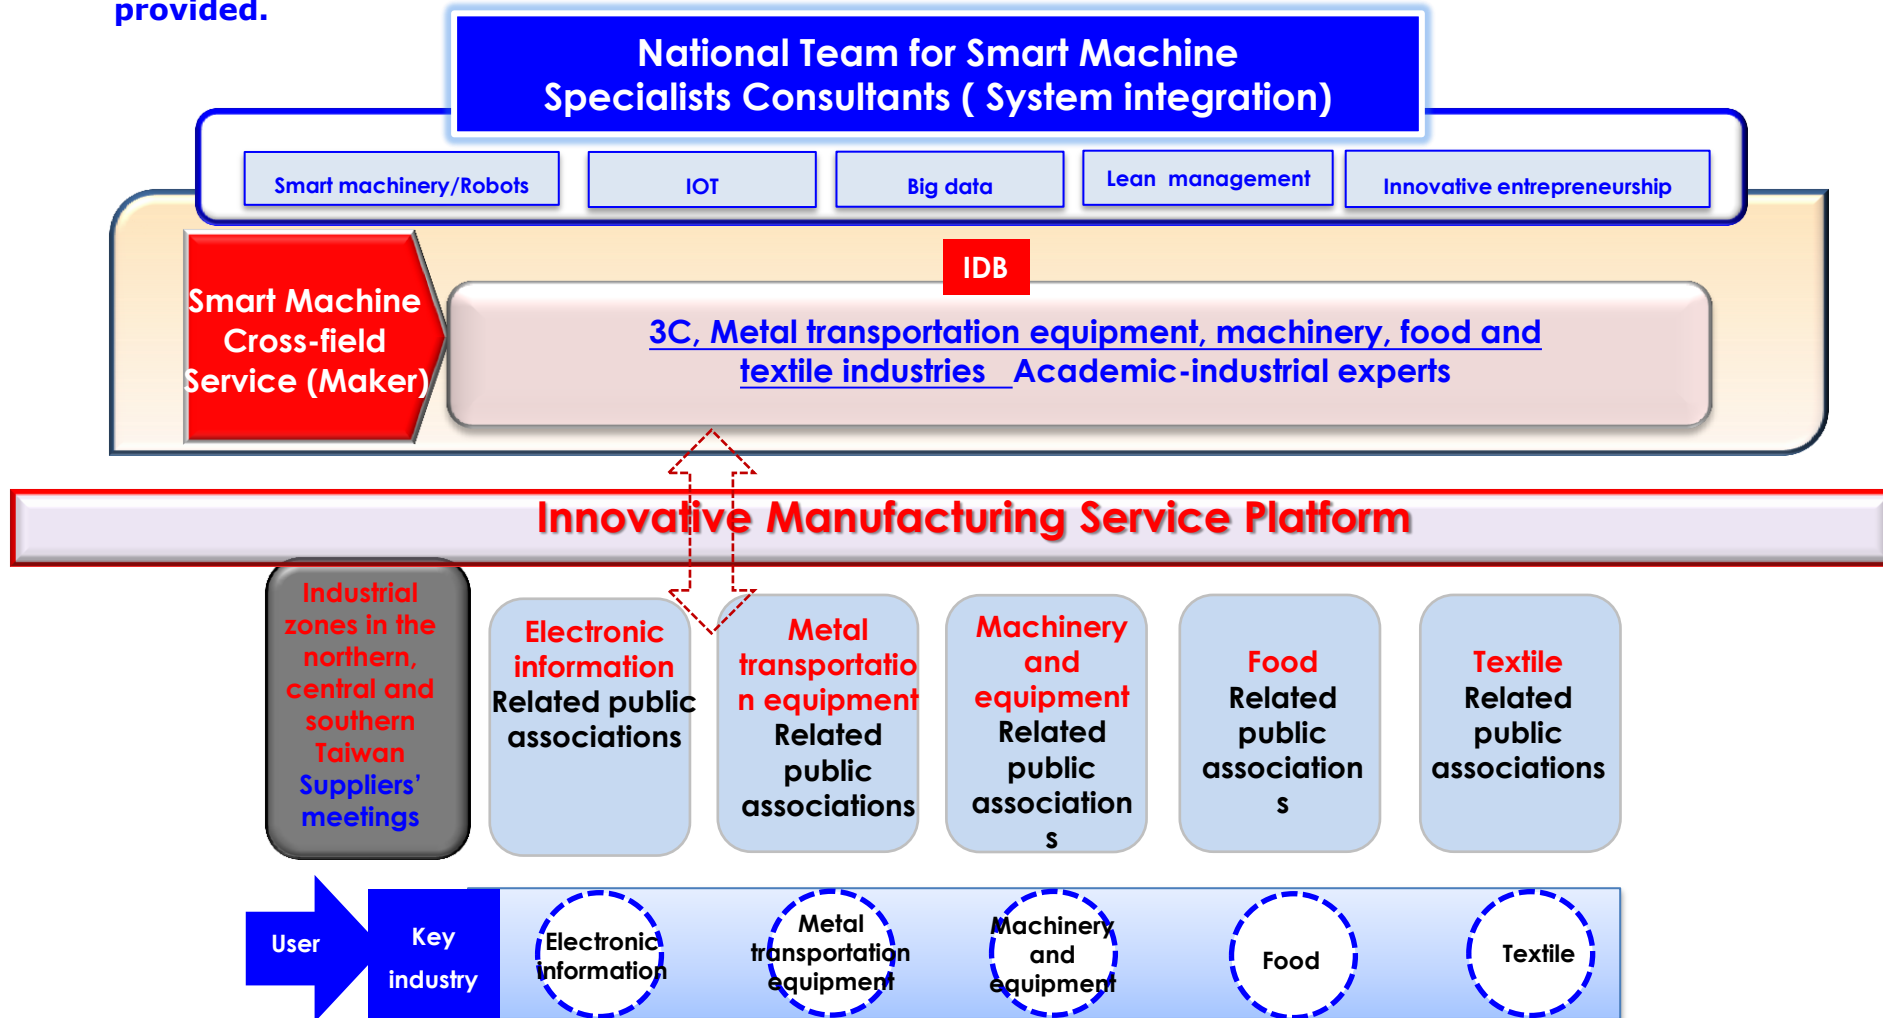 provided.
National Team for Smart Machine
Specialists Consultants ( System integration)
Smart machinery/Robots
IOT
Big data
Lean management
Innovative entrepreneurship
IDB
Smart Machine
Cross-field
Service (Maker)
3C, Metal transportation equipment, machinery, food and
textile industries Academic-industrial experts
Innovative Manufacturing Service Platform
Industrial
zones in the
northern,
central and
southern
Taiwan
Suppliers’
meetings
Electronic
information
Related public
associations
Metal
transportatio
n equipment
Related
public
associations
Machinery
and
equipment
Related
public
association
s
Food
Related
public
association
s
Textile
Related
public
associations
User
Key
industry
Electronic
information
Metal
transportation
equipment
Machinery
and
equipment
Food
Textile